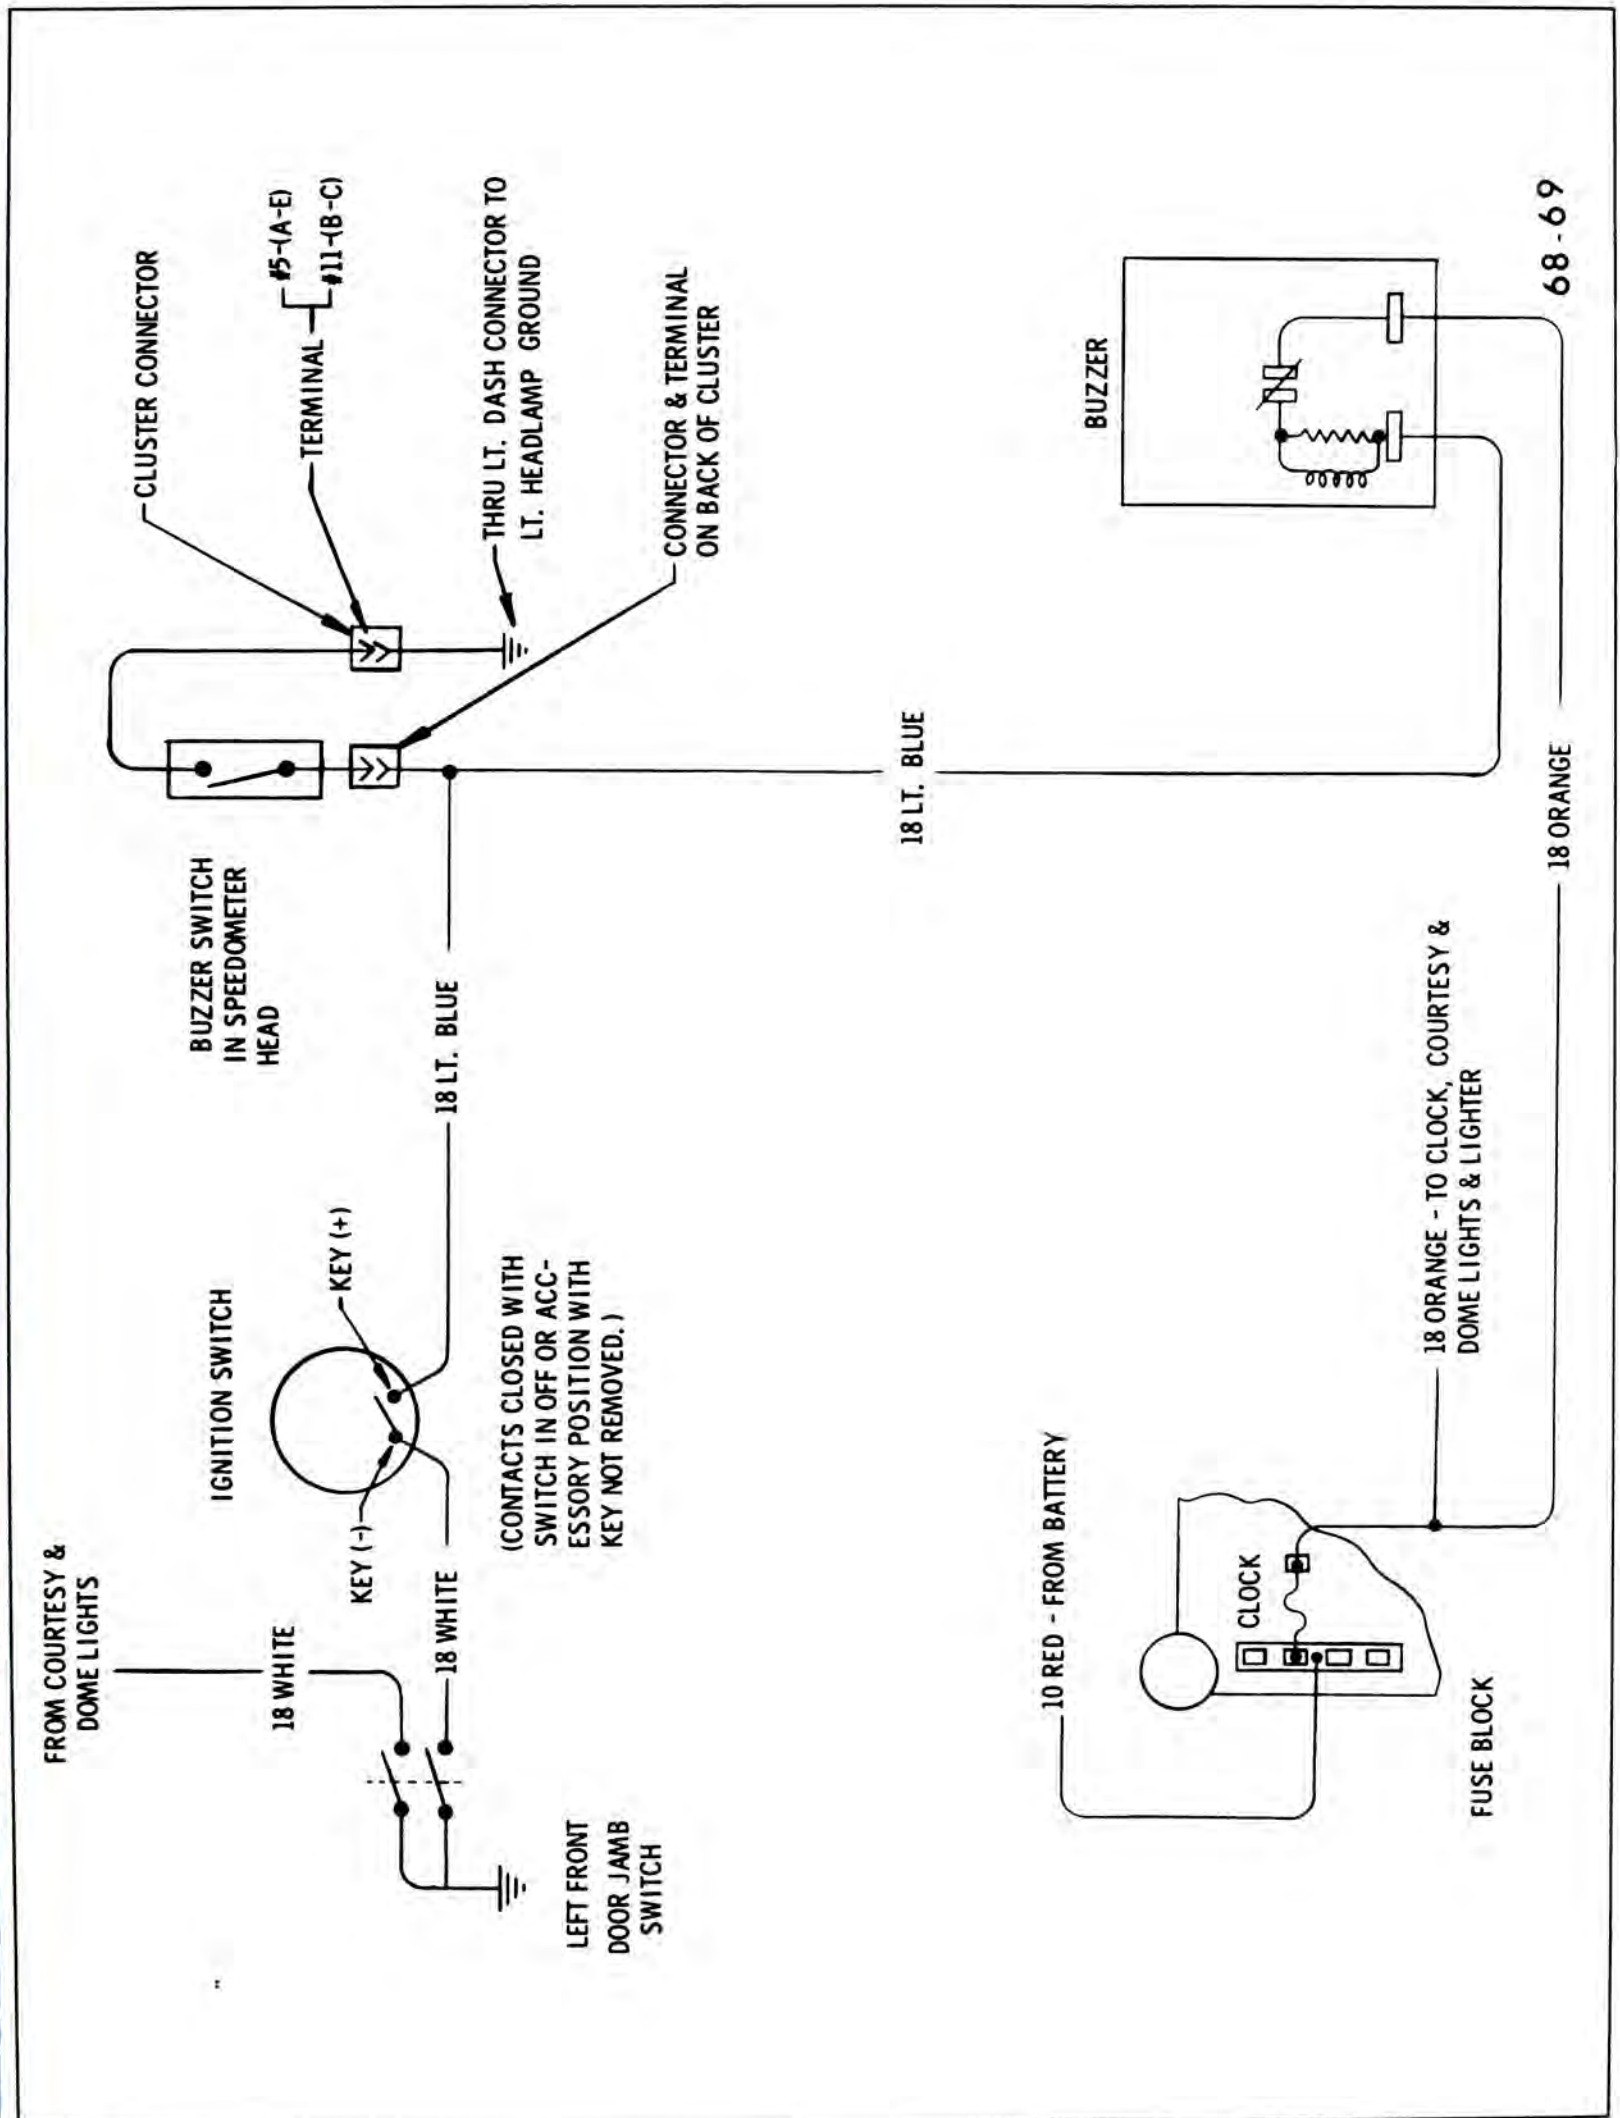 FROM COURTESY &
DOME LIGHTS
18 WHITE
LEFT FRONT
DOOR JAMB
SWITCH
18 WHITE
IGNITION SWITCH
KEY (-)
KEY (+)
(CONTACTS CLOSED WITH
SWITCH IN OFF OR ACC-
ESSORY POSITION WITH
KEY NOT REMOVED.)
18 LT. BLUE
BUZZER SWITCH
IN SPEEDOMETER
HEAD
CLUSTER CONNECTOR
TERMINAL
#5-(A-E)
#11-(B-C)
THRU LT. DASH CONNECTOR TO
LT. HEADLAMP GROUND
CONNECTOR & TERMINAL
ON BACK OF CLUSTER
18 LT. BLUE
10 RED - FROM BATTERY
CLOCK
FUSE BLOCK
18 ORANGE - TO CLOCK, COURTESY &
DOME LIGHTS & LIGHTER
18 ORANGE
BUZZER
68-69